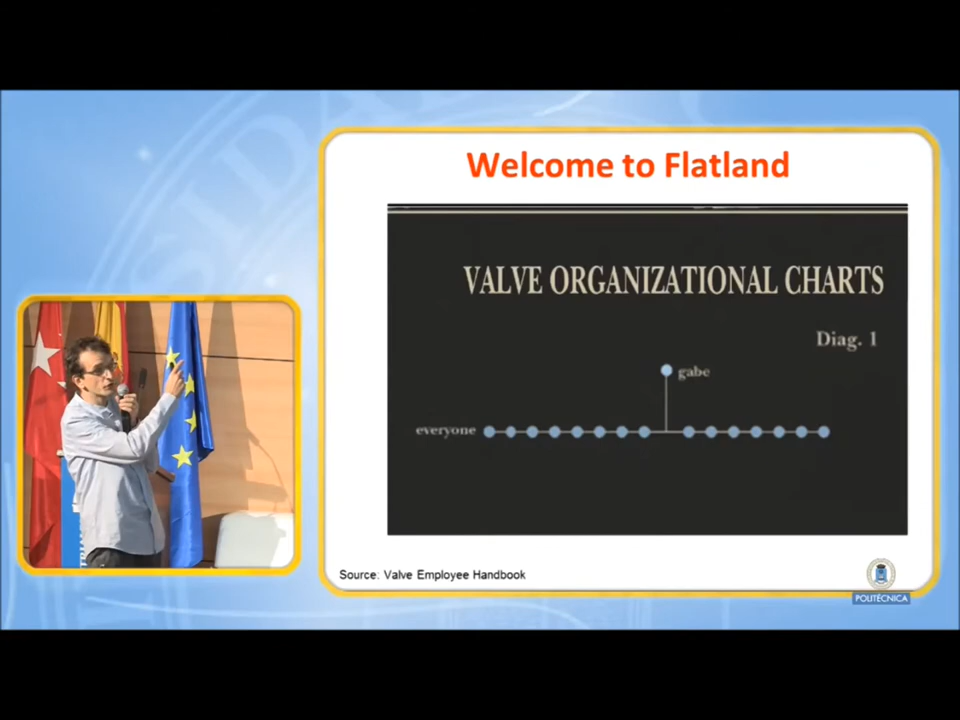 Welcome to Flatland
VALVE ORGANIZATIONAL CHARTS
Diag. 1
gabe
everyone
Source: Valve Employee Handbook
POLITÉCNICA